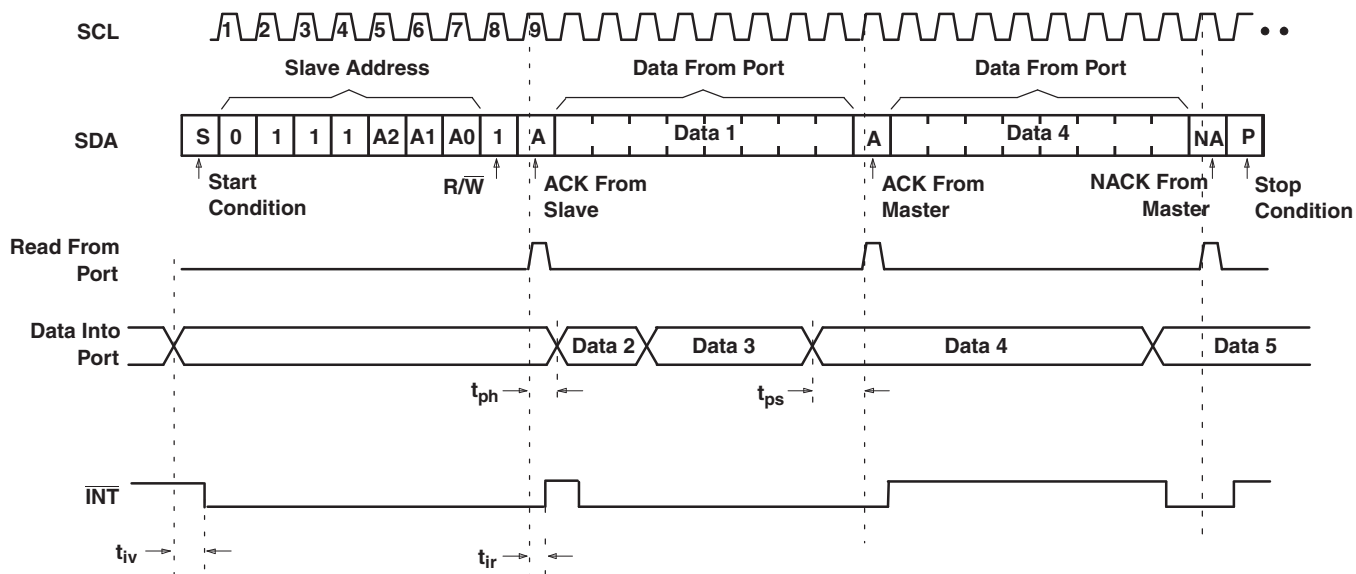 SCL 1 2 3 4 5 6 7 8 9
Slave Address Data From Port Data From Port
SDA S 0 1 1 1 A2 A1 A0 1 A Data 1 A Data 4 NA P
Start
Condition
R/W̅
ACK From
Slave
ACK From
Master
NACK From
Master
Stop
Condition
Read From
Port
Data Into
Port
Data 2 Data 3 Data 4 Data 5
tph tps
I̅N̅T̅
tiv tir